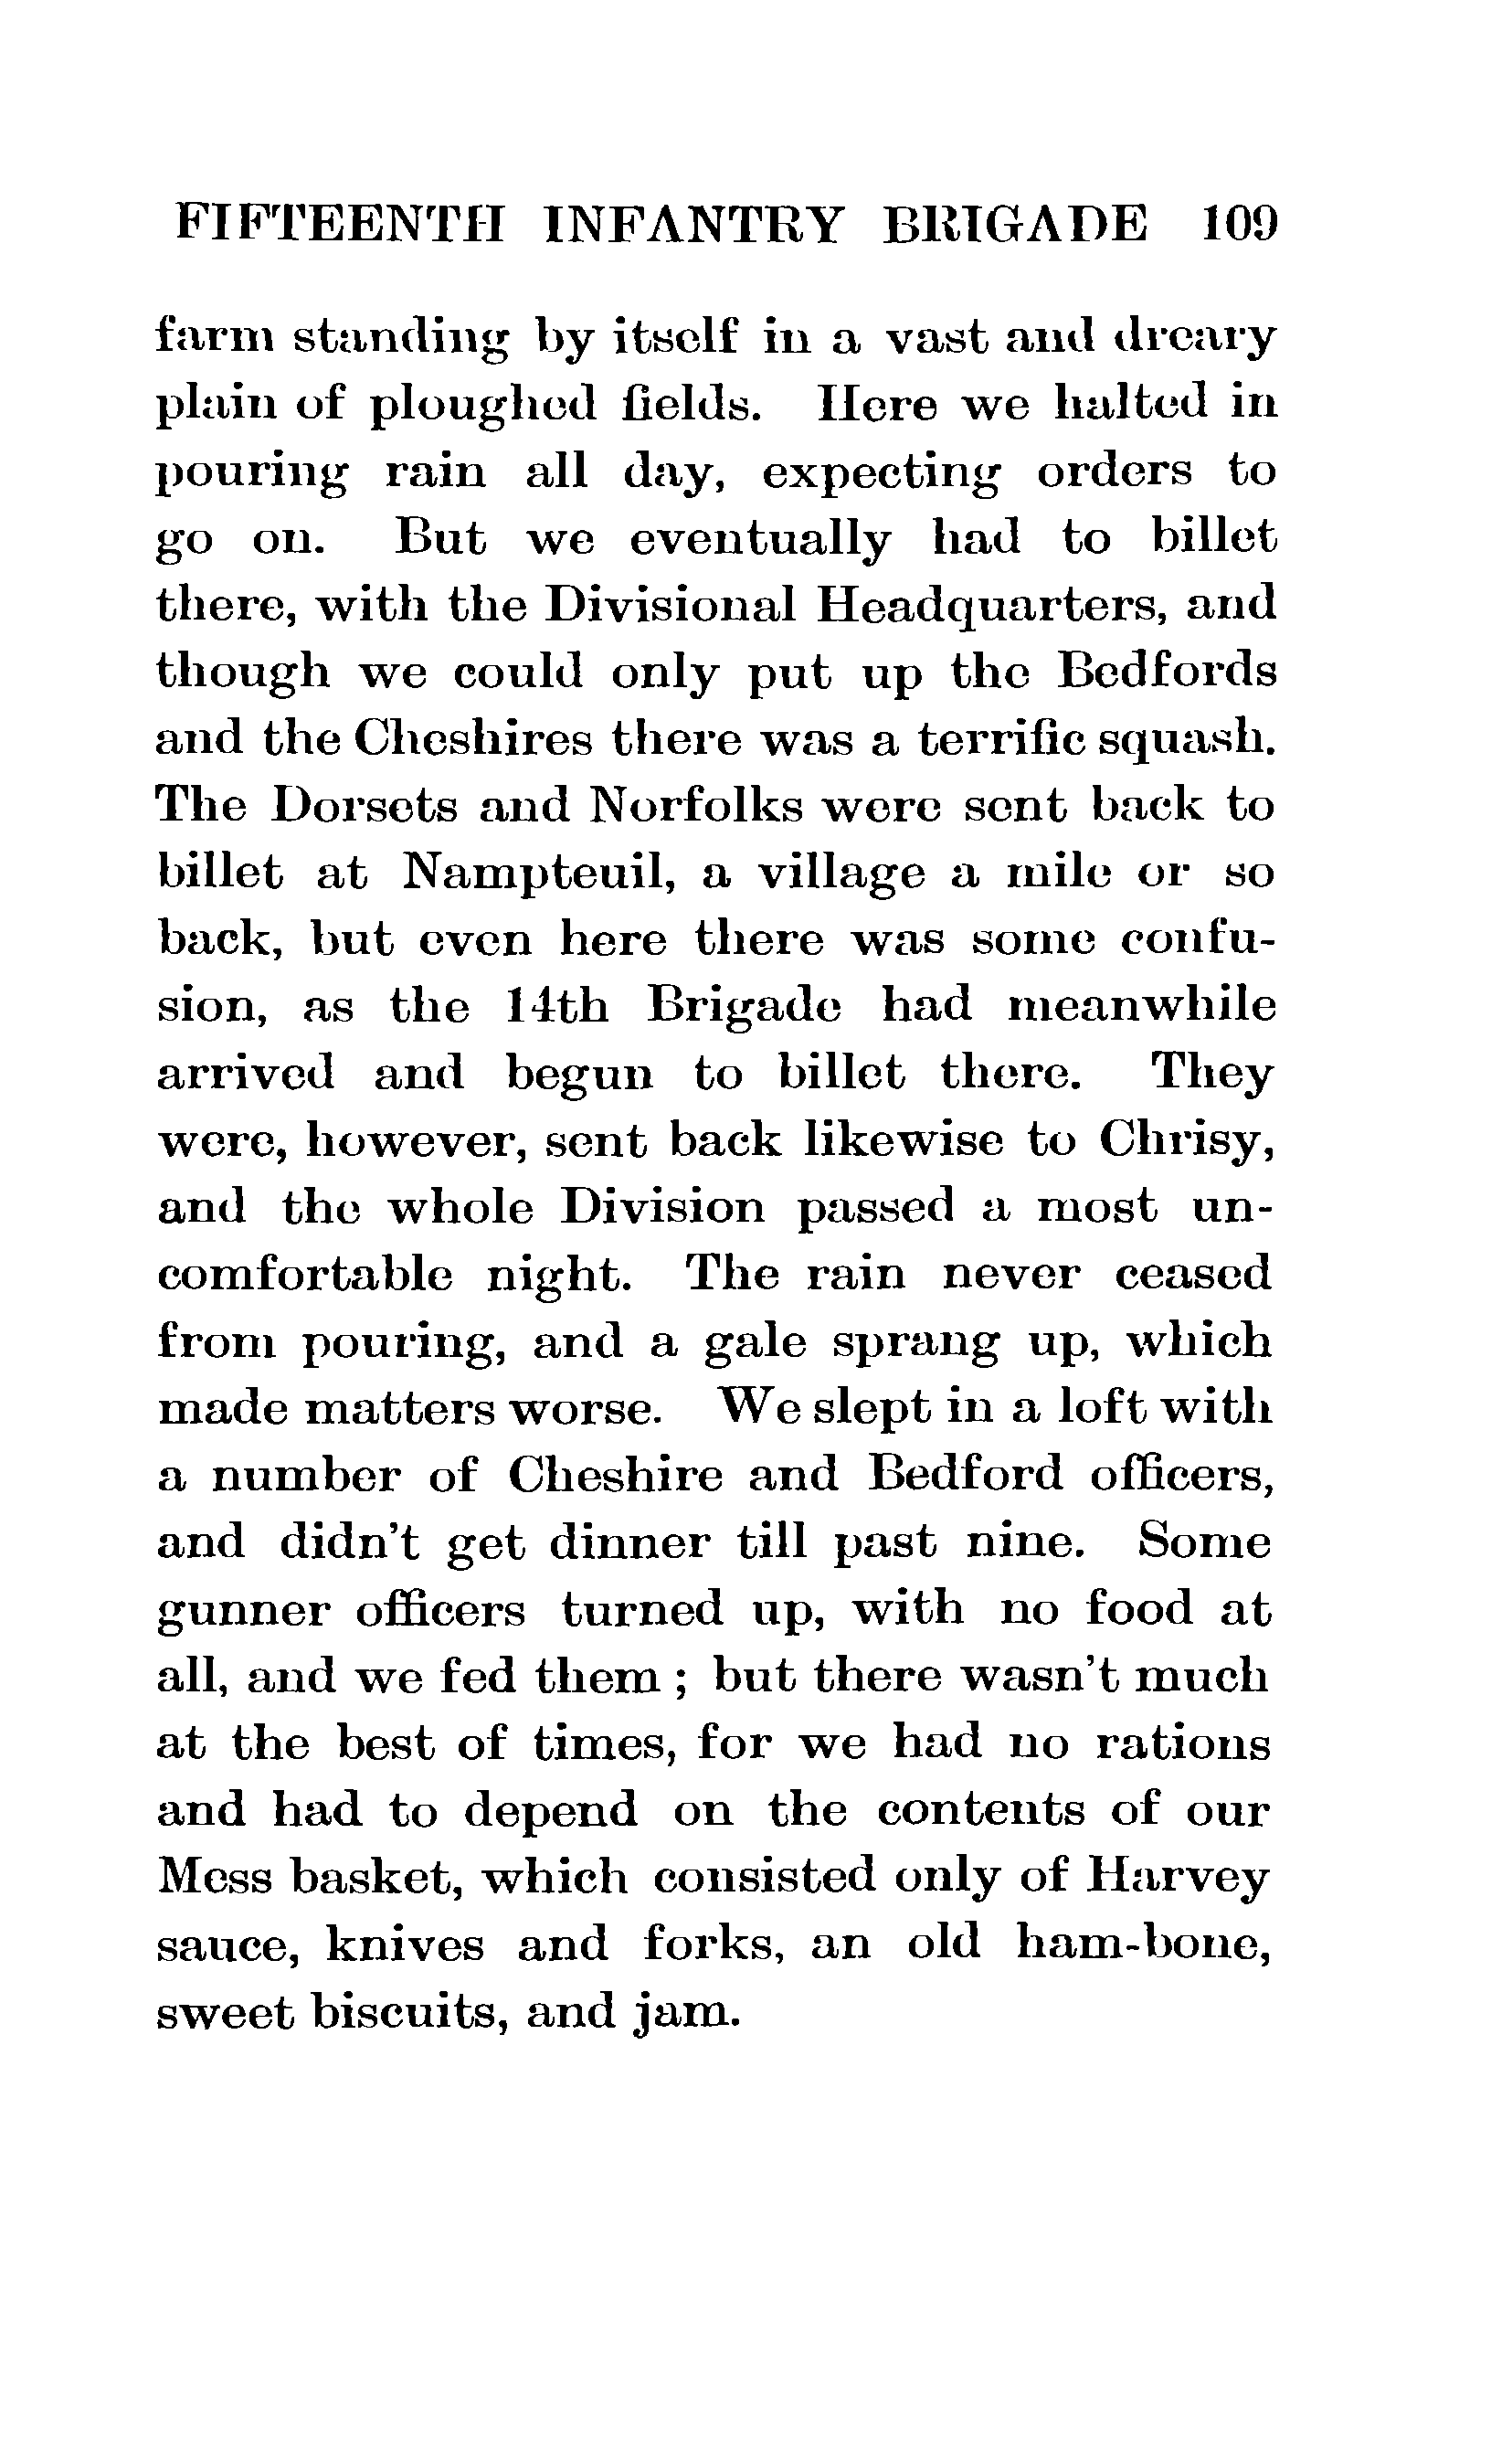 FIFTEENTH INFANTRY BRIGADE 109
farm standing by itself in a vast and dreary
plain of ploughed fields. Here we halted in
pouring rain all day, expecting orders to
go on. But we eventually had to billet
there, with the Divisional Headquarters, and
though we could only put up the Bedfords
and the Cheshires there was a terrific squash.
The Dorsets and Norfolks were sent back to
billet at Nampteuil, a village a mile or so
back, but even here there was some confu-
sion, as the 14th Brigade had meanwhile
arrived and begun to billet there. They
were, however, sent back likewise to Chrisy,
and the whole Division passed a most un-
comfortable night. The rain never ceased
from pouring, and a gale sprang up, which
made matters worse. We slept in a loft with
a number of Cheshire and Bedford officers,
and didn't get dinner till past nine. Some
gunner officers turned up, with no food at
all, and we fed them ; but there wasn't much
at the best of times, for we had no rations
and had to depend on the contents of our
Mess basket, which consisted only of Harvey
sauce, knives and forks, an old ham-bone,
sweet biscuits, and jam.